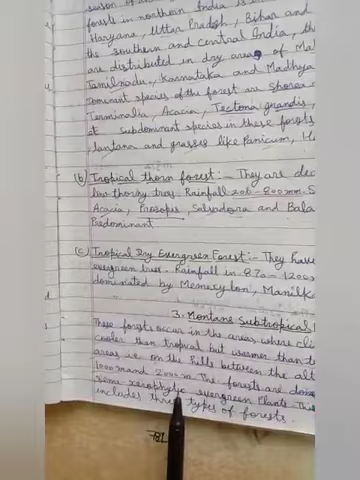 season of
forests in northern India is
Haryana, Uttar Pradesh, Bihar and
the southern and central India, th
are distributed in dry areas of Ma
Tamilnadu, Karnataka and Madhya
Dominant species of the forest are Shorea
Terminalia, Acacia, Tectona grandis,
Subdominant species in these forests
lantana and grasses like Panicum, H
(b) Tropical thorn forest:- They are dec
low thorny trees. Rainfall 200-800mm. S
Acacia, Prosopis, Salvadora and Bala
Predominant
(c) Tropical Dry Evergreen Forest:- They have
evergreen trees. Rainfall in 870-1200
dominated by Memecylon, Manilk
3. Montane Subtropical
These forests occur in the areas where cli
cooler than tropical but warmer than t
areas i.e on the hills between the alt
1000m and 2000m. The forests are dom
Seme xerophytic evergreen Plants. This
includes three types of forests.